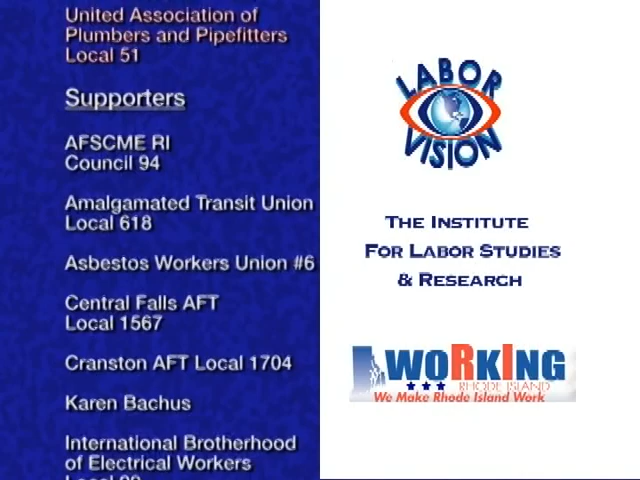 United Association of
Plumbers and Pipefitters
Local 51
Supporters
AFSCME RI
Council 94
Amalgamated Transit Union
Local 618
Asbestos Workers Union #6
Central Falls AFT
Local 1567
Cranston AFT Local 1704
Karen Bachus
International Brotherhood
of Electrical Workers
Local
LABOR
VISION
The Institute
For Labor Studies
& Research
WORKING
RHODE ISLAND
We Make Rhode Island Work